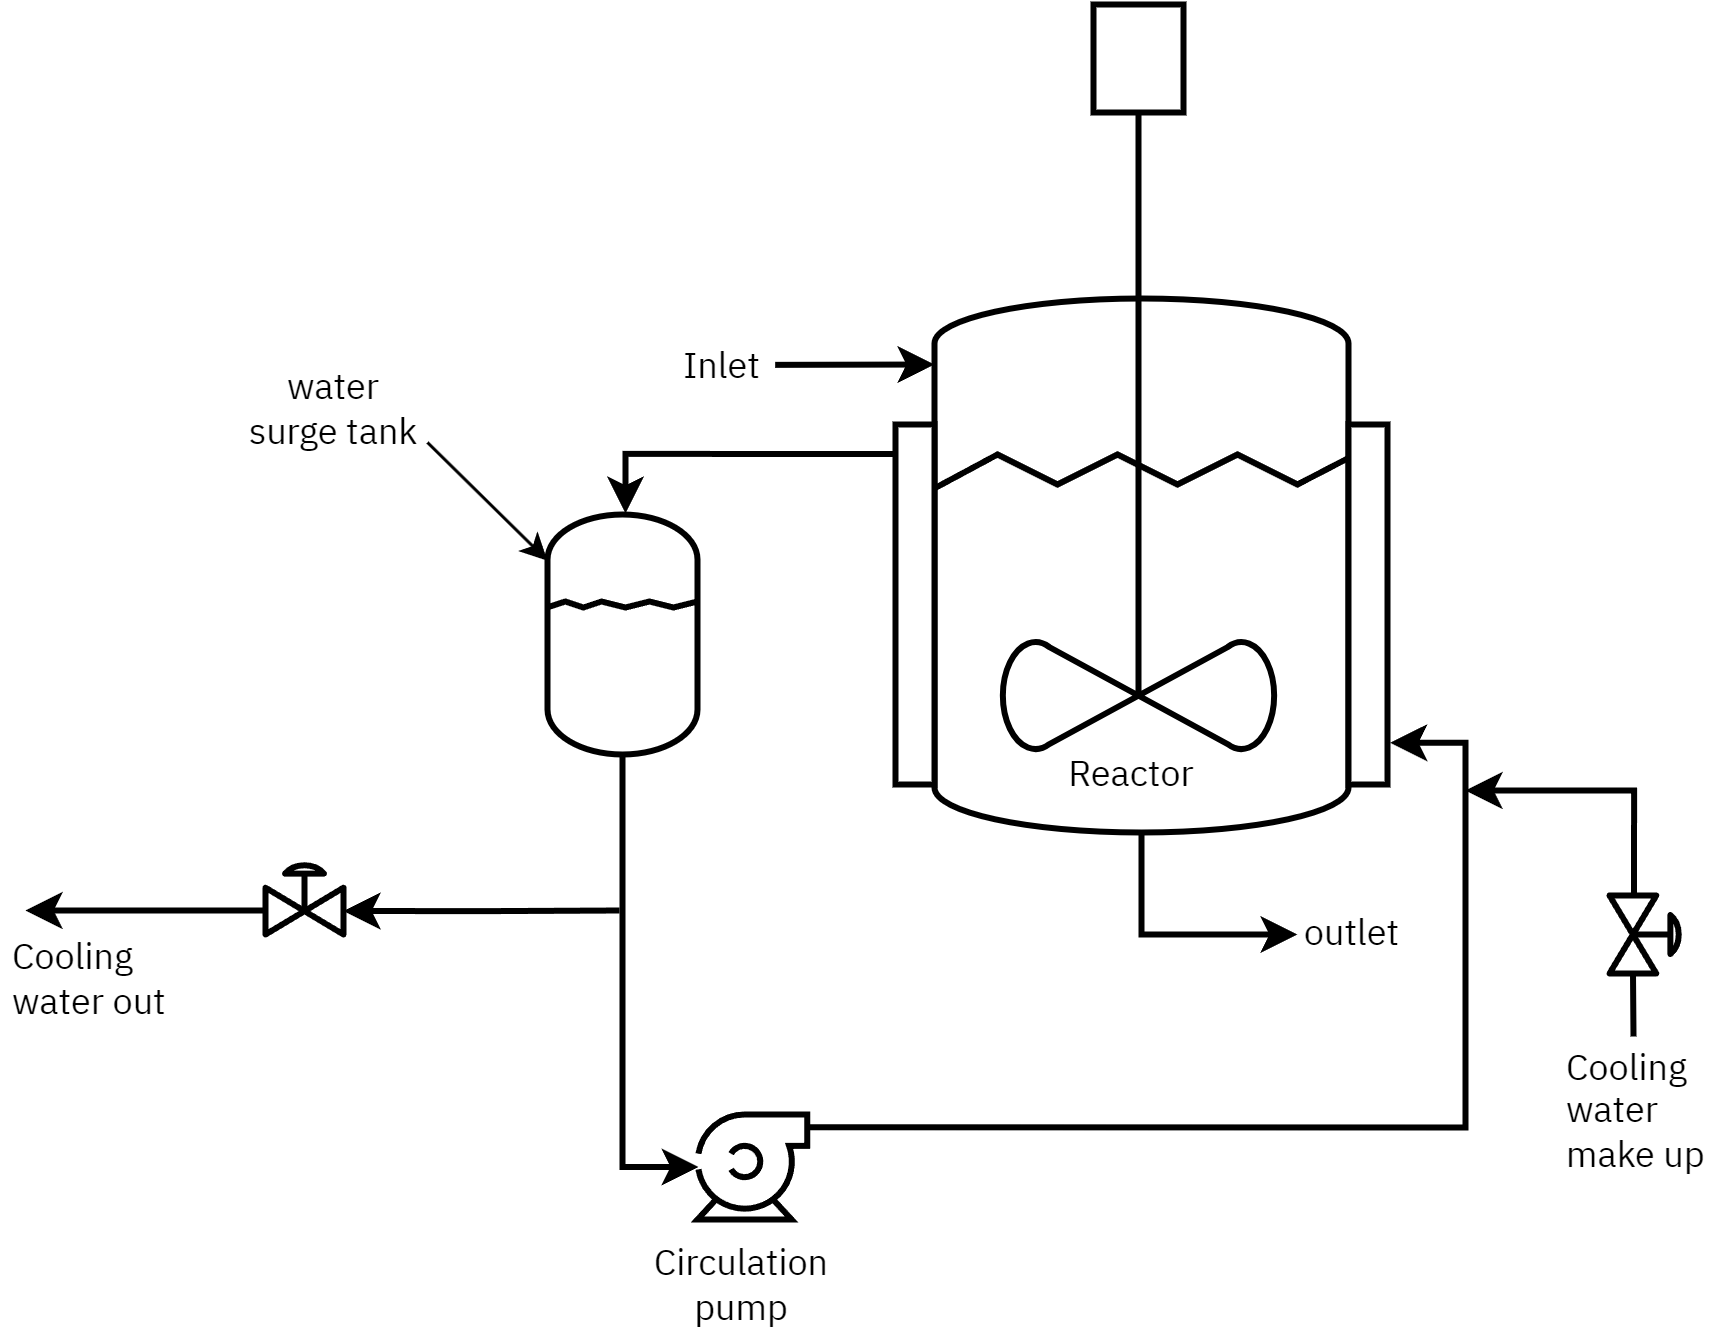 Inlet
water
surge tank
Reactor
outlet
Cooling
water out
Cooling
water
make up
Circulation
pump